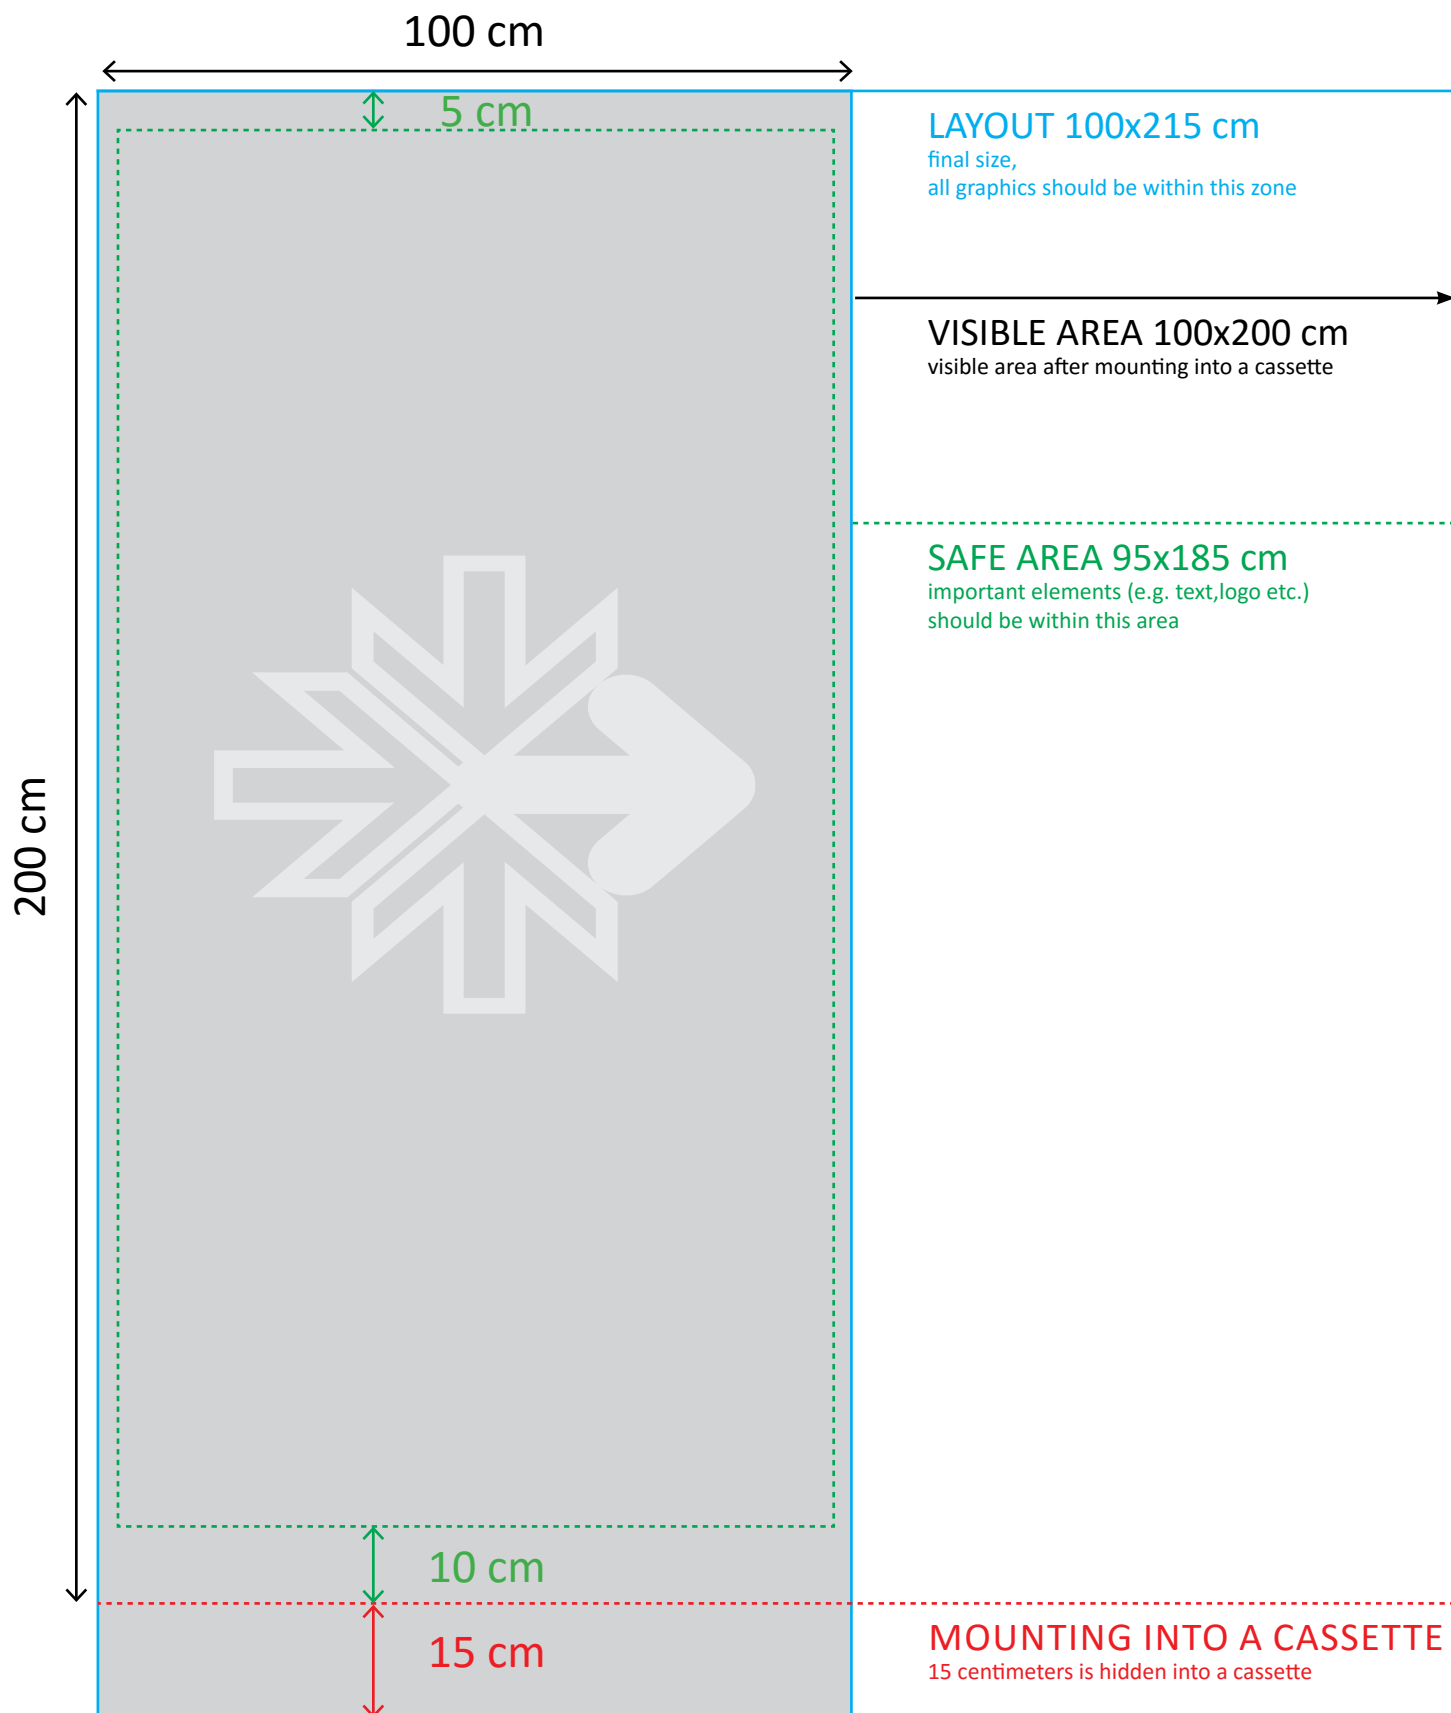 100 cm
5 cm
LAYOUT 100x215 cm
final size,
all graphics should be within this zone
VISIBLE AREA 100x200 cm
visible area after mounting into a cassette
SAFE AREA 95x185 cm
important elements (e.g. text,logo etc.)
should be within this area
200 cm
10 cm
15 cm
MOUNTING INTO A CASSETTE
15 centimeters is hidden into a cassette